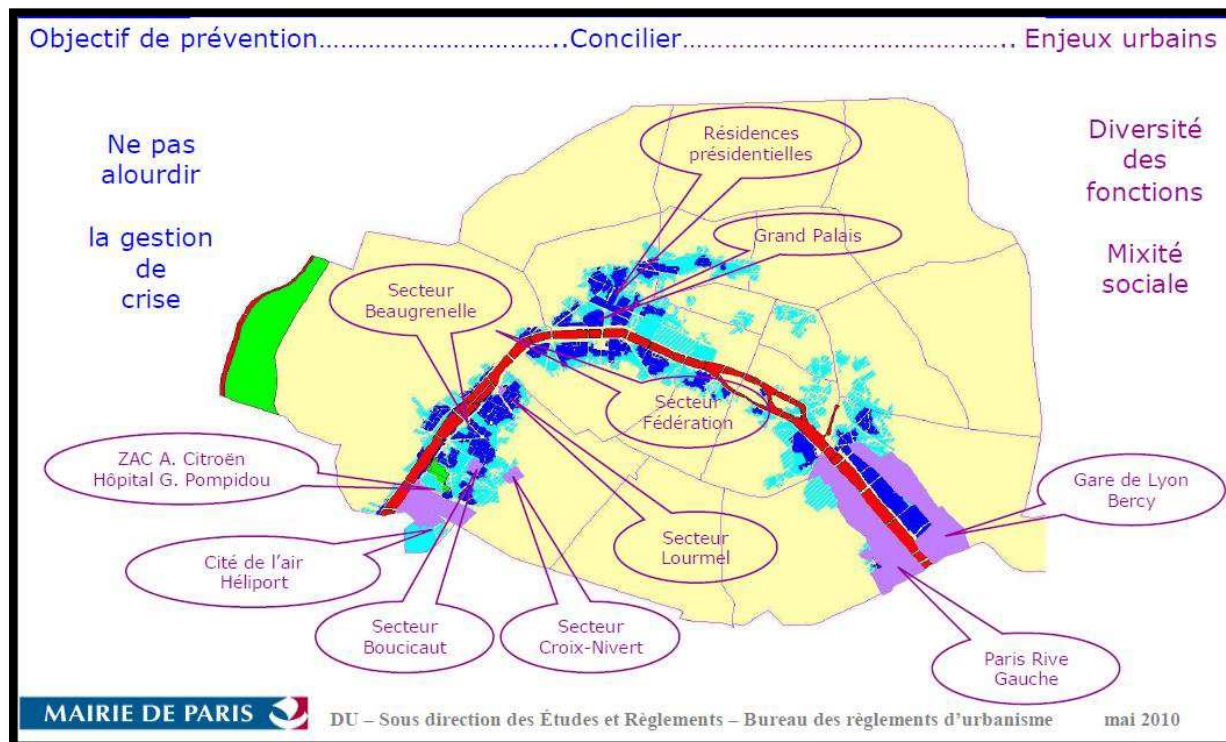 Objectif de prévention……………………………..Concilier………………………………………….. Enjeux urbains
Ne pas
alourdir
la gestion
de
crise
Diversité
des
fonctions
Mixité
sociale
Résidences
présidentielles
Grand Palais
Secteur
Beaugrenelle
Secteur
Fédération
ZAC A. Citroën
Hôpital G. Pompidou
Gare de Lyon
Bercy
Cité de l'air
Héliport
Secteur
Lourmel
Secteur
Boucicaut
Secteur
Croix-Nivert
Paris Rive
Gauche
MAIRIE DE PARIS
DU – Sous direction des Études et Règlements – Bureau des règlements d'urbanisme mai 2010